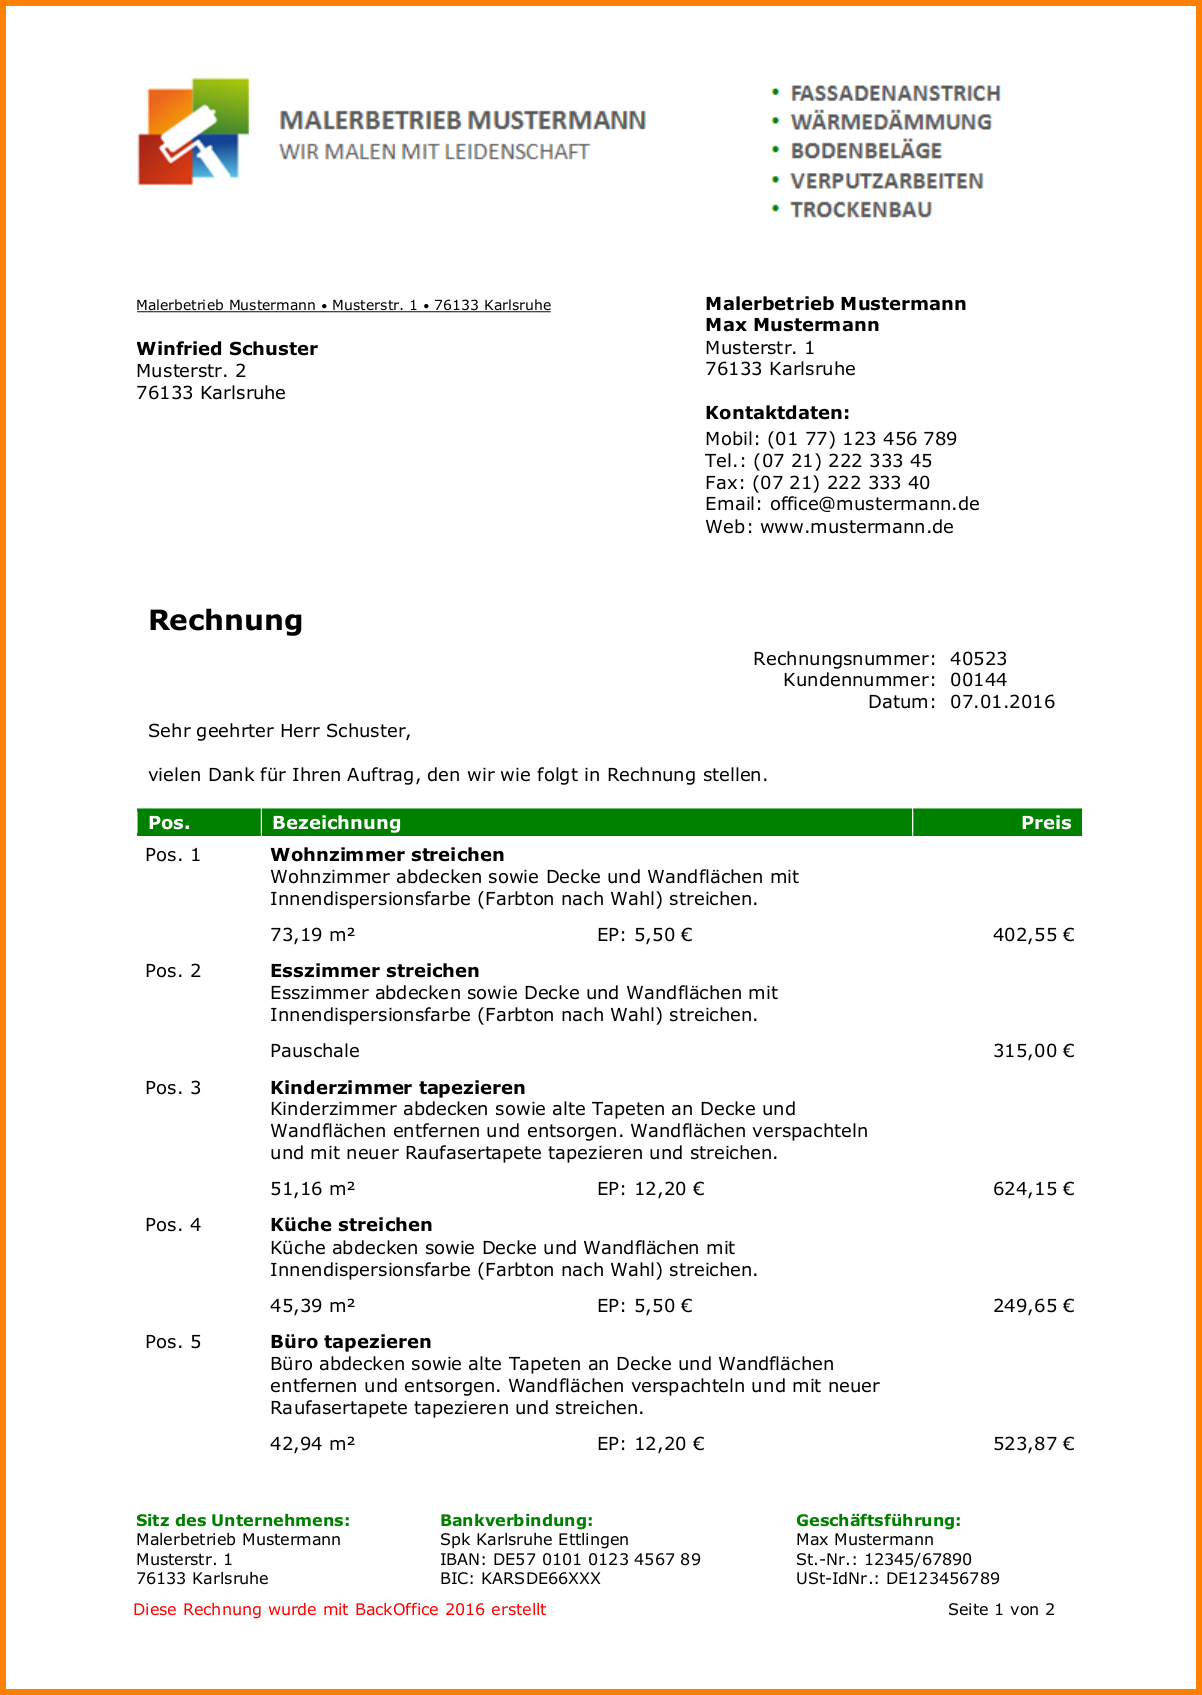 MALERBETRIEB MUSTERMANN
WIR MALEN MIT LEIDENSCHAFT
• FASSADENANSTRICH
• WÄRMEDÄMMUNG
• BODENBELÄGE
• VERPUTZARBEITEN
• TROCKENBAU
Malerbetrieb Mustermann • Musterstr. 1 • 76133 Karlsruhe
Winfried Schuster
Musterstr. 2
76133 Karlsruhe
Malerbetrieb Mustermann
Max Mustermann
Musterstr. 1
76133 Karlsruhe
Kontaktdaten:
Mobil: (01 77) 123 456 789
Tel.: (07 21) 222 333 45
Fax: (07 21) 222 333 40
Email: office@mustermann.de
Web: www.mustermann.de
Rechnung
Rechnungsnummer: 40523
Kundennummer: 00144
Datum: 07.01.2016
Sehr geehrter Herr Schuster,
vielen Dank für Ihren Auftrag, den wir wie folgt in Rechnung stellen.
Pos. Bezeichnung Preis
Pos. 1 Wohnzimmer streichen
Wohnzimmer abdecken sowie Decke und Wandflächen mit
Innendispersionsfarbe (Farbton nach Wahl) streichen.
73,19 m² EP: 5,50 € 402,55 €
Pos. 2 Esszimmer streichen
Esszimmer abdecken sowie Decke und Wandflächen mit
Innendispersionsfarbe (Farbton nach Wahl) streichen.
Pauschale 315,00 €
Pos. 3 Kinderzimmer tapezieren
Kinderzimmer abdecken sowie alte Tapeten an Decke und
Wandflächen entfernen und entsorgen. Wandflächen verspachteln
und mit neuer Raufasertapete tapezieren und streichen.
51,16 m² EP: 12,20 € 624,15 €
Pos. 4 Küche streichen
Küche abdecken sowie Decke und Wandflächen mit
Innendispersionsfarbe (Farbton nach Wahl) streichen.
45,39 m² EP: 5,50 € 249,65 €
Pos. 5 Büro tapezieren
Büro abdecken sowie alte Tapeten an Decke und Wandflächen
entfernen und entsorgen. Wandflächen verspachteln und mit neuer
Raufasertapete tapezieren und streichen.
42,94 m² EP: 12,20 € 523,87 €
Sitz des Unternehmens:
Malerbetrieb Mustermann
Musterstr. 1
76133 Karlsruhe
Bankverbindung:
Spk Karlsruhe Ettlingen
IBAN: DE57 0101 0123 4567 89
BIC: KARSDE66XXX
Geschäftsführung:
Max Mustermann
St.-Nr.: 12345/67890
USt-IdNr.: DE123456789
Diese Rechnung wurde mit BackOffice 2016 erstellt
Seite 1 von 2